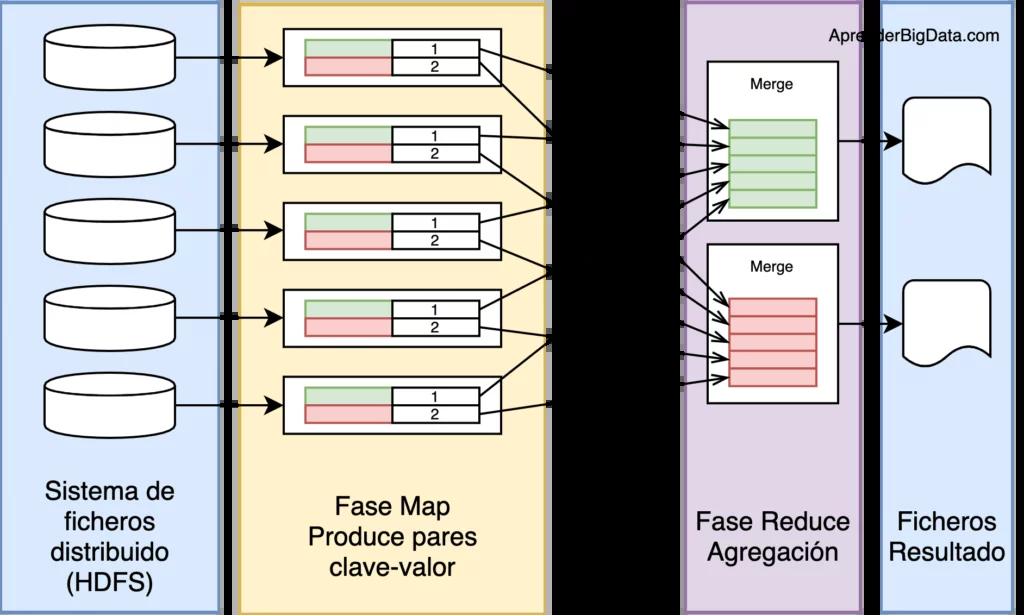 AprenderBigData.com
1
2
1
2
1
2
1
2
1
2
Merge
Merge
Sistema de
ficheros
distribuido
(HDFS)
Fase Map
Produce pares
clave-valor
Fase Reduce
Agregación
Ficheros
Resultado